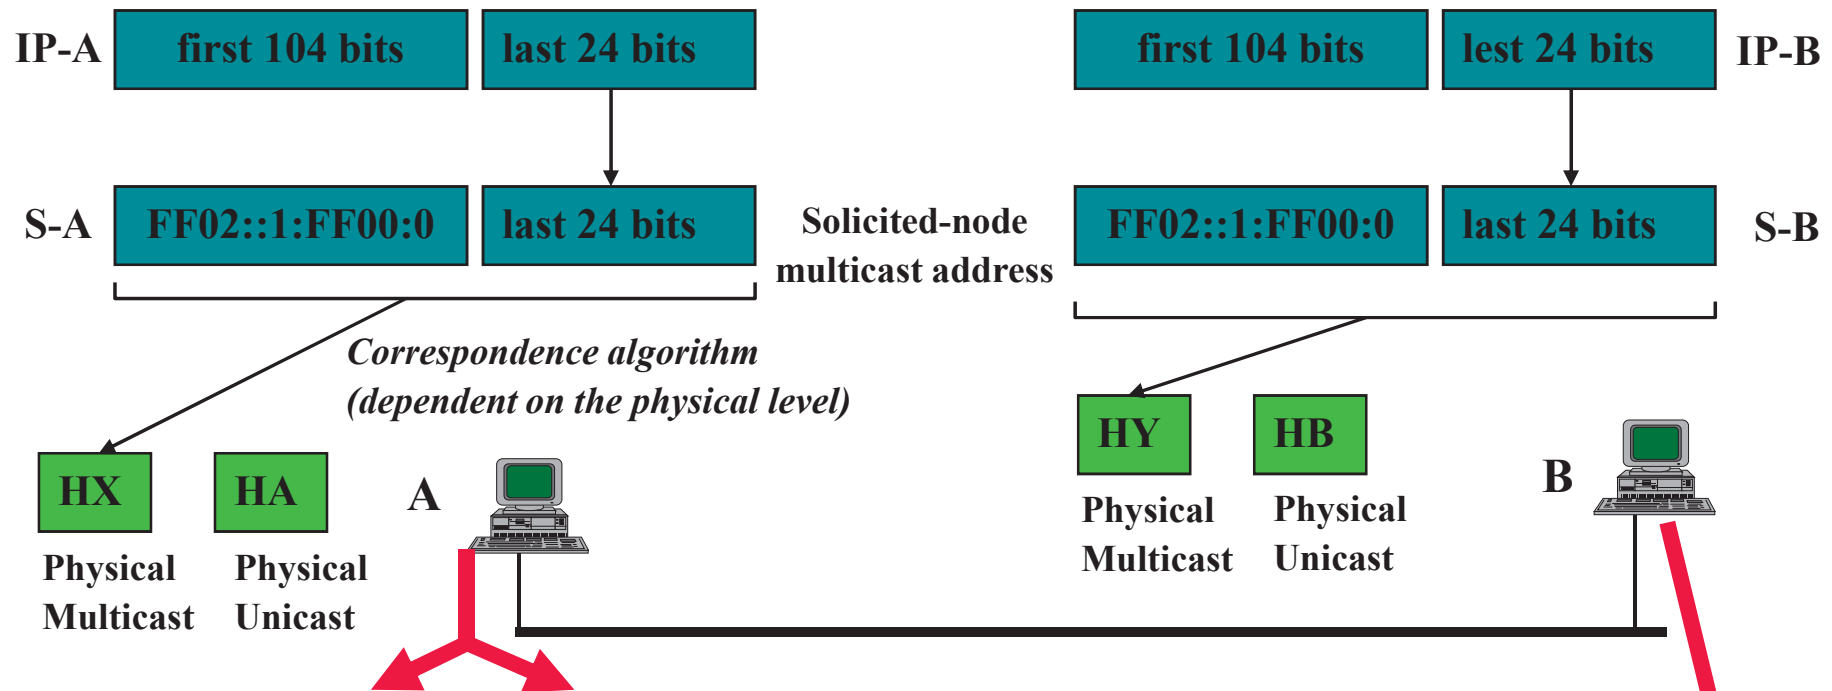 IP-A first 104 bits last 24 bits
first 104 bits lest 24 bits IP-B
S-A FF02::1:FF00:0 last 24 bits
Solicited-node
multicast address
FF02::1:FF00:0 last 24 bits S-B
Correspondence algorithm
(dependent on the physical level)
HX HA A
Physical
Multicast
Physical
Unicast
HY HB B
Physical
Multicast
Physical
Unicast